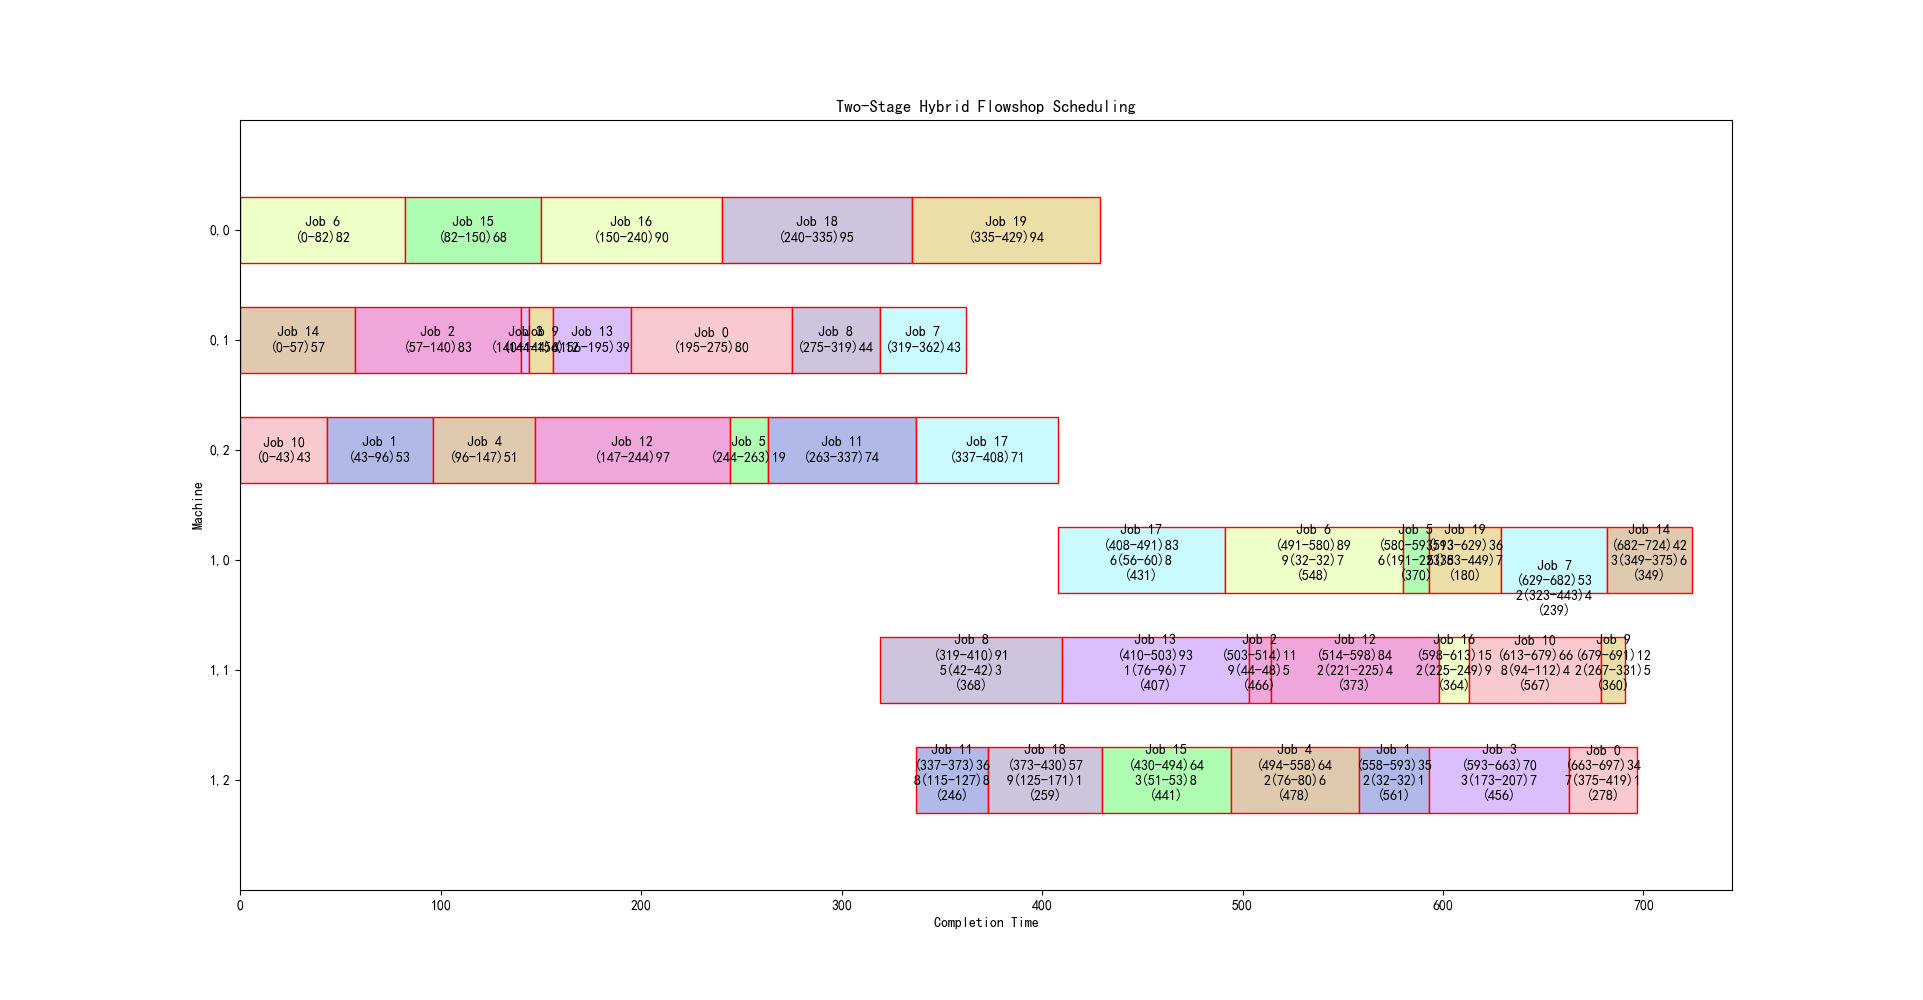 Two-Stage Hybrid Flowshop Scheduling
0,0
Job 6
(0-82)82
Job 15
(82-150)68
Job 16
(150-240)90
Job 18
(240-335)95
Job 19
(335-429)94
0,1
Job 14
(0-57)57
Job 2
(57-140)83
Job 9
Job 13
(156-195)39
Job 0
(195-275)80
Job 8
(275-319)44
Job 7
(319-362)43
0,2
Job 10
(0-43)43
Job 1
(43-96)53
Job 4
(96-147)51
Job 12
(147-244)97
Job 5
(244-263)19
Job 11
(263-337)74
Job 17
(337-408)71
Machine
1,0
Job 17
(408-491)83
6(56-60)8
(431)
Job 6
(491-580)89
9(32-32)7
(548)
Job 5
(370)
Job 19
(593-629)36
(180)
Job 7
(629-682)53
2(323-443)4
(239)
Job 14
(682-724)42
3(349-375)6
(349)
1,1
Job 8
(319-410)91
5(42-42)3
(368)
Job 13
(410-503)93
1(76-96)7
(407)
Job 2
(503-514)11
9(44-48)5
(466)
Job 12
(514-598)84
2(221-225)4
(373)
Job 16
(598-613)15
2(225-249)9
(364)
Job 10
(613-679)66
8(94-112)4
(567)
Job 9
(679-691)12
2(267-331)5
(360)
1,2
Job 11
(337-373)36
8(115-127)8
(246)
Job 18
(373-430)57
9(125-171)1
(259)
Job 15
(430-494)64
3(51-53)8
(441)
Job 4
(494-558)64
2(76-80)6
(478)
Job 1
(558-593)35
2(32-32)1
(561)
Job 3
(593-663)70
3(173-207)7
(456)
Job 0
(663-697)34
7(375-419)1
(278)
0
100
200
300
400
500
600
700
Completion Time